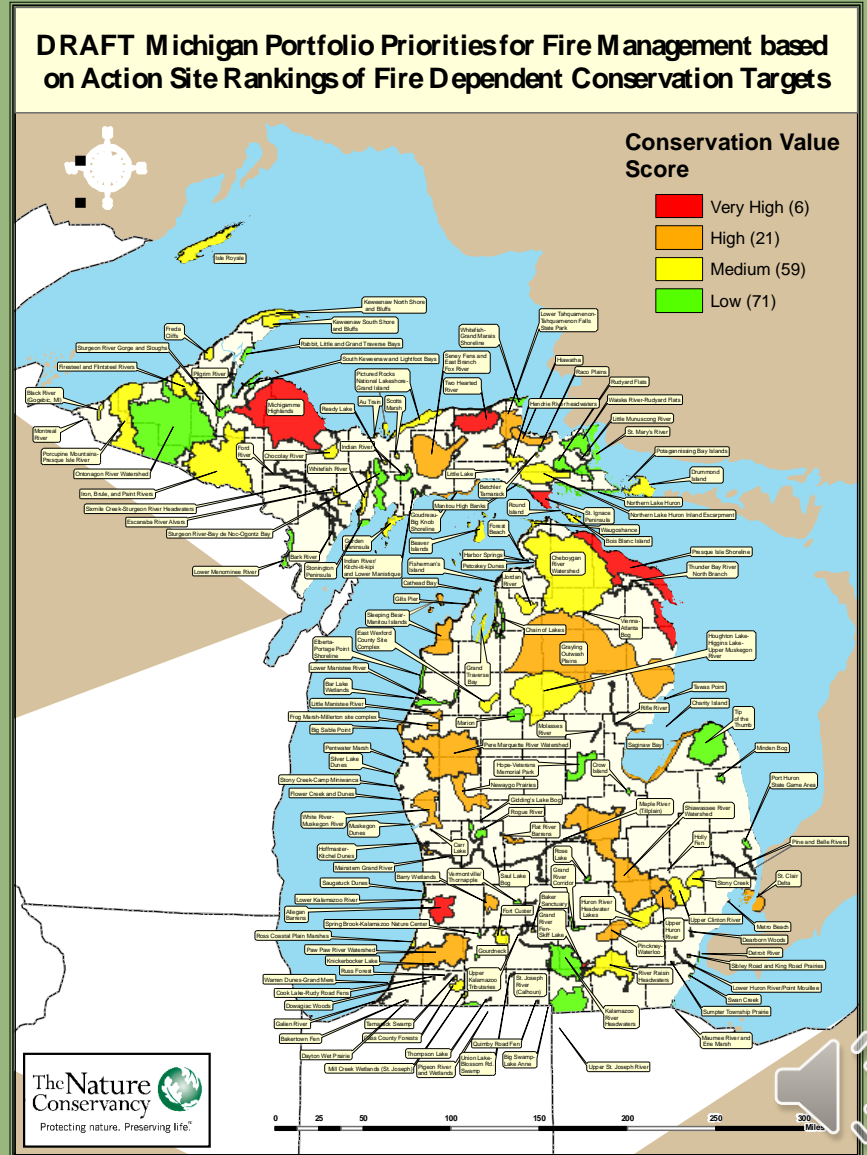 DRAFT Michigan Portfolio Priorities for Fire Management based
on Action Site Rankings of Fire Dependent Conservation Targets
Conservation Value
Score
Very High (6)
High (21)
Medium (59)
Low (71)
Isle Royale
Keweenaw North Shore
and Bluffs
Keweenaw South Shore
and Bluffs
Freda
Cliffs
Sturgeon River Gorge and Sloughs
Rabbit, Little and Grand Traverse Bays
Firesteel and Flintsteel Rivers
Pilgrim River
South Keweenaw and Lightfoot Bays
Black River
(Gogebic, MI)
Montreal
River
Porcupine Mountains-
Presque Isle River
Ontonagon River Watershed
Iron, Brule, and Paint Rivers
Sixmile Creek-Sturgeon River Headwaters
Escanaba River Alvars
Sturgeon River-Bay de Noc-Ogontz Bay
Lower Menominee River
Bark River
Stonington
Peninsula
Michigamme
Highlands
Ford
River
Chocolay River
Whitefish River
Indian River
Ready Lake
Au Train
Scotts
Marsh
Pictured Rocks
National Lakeshore-
Grand Island
Seney Fens and
East Branch
Fox River
Two Hearted
River
Whitefish-
Grand Marais
Shoreline
Lower Tahquamenon-
Tahquamenon Falls
State Park
Hiawatha
Raco Plains
Hendrie River headwaters
Rudyard Flats
Waiska River-Rudyard Flats
Little Munuscong River
St. Mary's River
Potagannissing Bay Islands
Drummond
Island
Northern Lake Huron
Northern Lake Huron Inland Escarpment
Little Lake
Betchler
Tamarack
Manitou High Banks
Round
Island
St. Ignace
Peninsula
Waugoshance
Bois Blanc Island
Garden
Peninsula
Indian River/
Kitchi-iti-kipi
and Lower Manistique
Goudreau-
Big Knob
Shoreline
Beaver
Islands
Forest
Beach
Harbor Springs
Petoskey Dunes
Fisherman's
Island
Cathead Bay
Jordan
River
Cheboygan
River
Watershed
Presque Isle Shoreline
Thunder Bay River
North Branch
Gills Pier
Sleeping Bear-
Manitou Islands
East Wexford
County Site
Complex
Chain of Lakes
Vienna-
Atlanta
Bog
Grayling
Outwash
Plains
Houghton Lake-
Higgins Lake-
Upper Muskegon
River
Elberta-
Portage Point
Shoreline
Lower Manistee River
Bar Lake
Wetlands
Little Manistee River
Frog Marsh-Millerton site complex
Big Sable Point
Grand
Traverse
Bay
Marion
Molasses
River
Rifle River
Tawas Point
Charity Island
Tip
of the
Thumb
Saginaw Bay
Minden Bog
Port Huron
State Game Area
Pentwater Marsh
Silver Lake
Dunes
Stony Creek-Camp Miniwanca
Flower Creek and Dunes
Pere Marquette River Watershed
Hope-Veterans
Memorial Park
Crow
Island
Newaygo Prairies
Gidding's Lake Bog
Rogue River
Maple River
(Tillplain)
Shiawassee River
Watershed
White River-
Muskegon River
Muskegon
Dunes
Flat River
Barrens
Hoffmaster-
Kitchel Dunes
Carr
Lake
Mainstem Grand River
Rose
Lake
Grand
River
Corridor
Holly
Fen
Pine and Belle Rivers
Barry Wetlands
Vermontville/
Thornapple
Saul Lake
Bog
Baker
Sanctuary
Huron River
Headwater
Lakes
Stony Creek
St. Clair
Delta
Saugatuck Dunes
Lower Kalamazoo River
Allegan
Barrens
Spring Brook-Kalamazoo Nature Center
Fort Custer
Grand
River
Fen-
Skiff Lake
Upper
Huron
River
Upper Clinton River
Metro Beach
Dearborn Woods
Detroit River
Sibley Road and King Road Prairies
Ross Coastal Plain Marshes
Paw Paw River Watershed
Knickerbocker Lake
Russ Forest
Gourdneck
Pinckney-
Waterloo
River Raisin
Headwaters
Lower Huron River/Point Mouillee
Swan Creek
Sumpter Township Prairie
Warren Dunes-Grand Mere
Cook Lake-Rudy Road Fens
Dowagiac Woods
Upper
Kalamazoo
Tributaries
St. Joseph
River
(Calhoun)
Kalamazoo
River
Headwaters
Maumee River and
Erie Marsh
Galien River
Bakertown Fen
Dayton Wet Prairie
Tamarack Swamp
Cass County Forests
Mill Creek Wetlands (St. Joseph)
Thompson Lake
Pigeon River
and Wetlands
Union Lake-
Blossom Rd.
Swamp
Quimby Road Fen
Big Swamp-
Lake Anne
Upper St. Joseph River
The Nature
Conservancy
Protecting nature. Preserving life.™
0 25 50 100 150 200 250 300
Miles